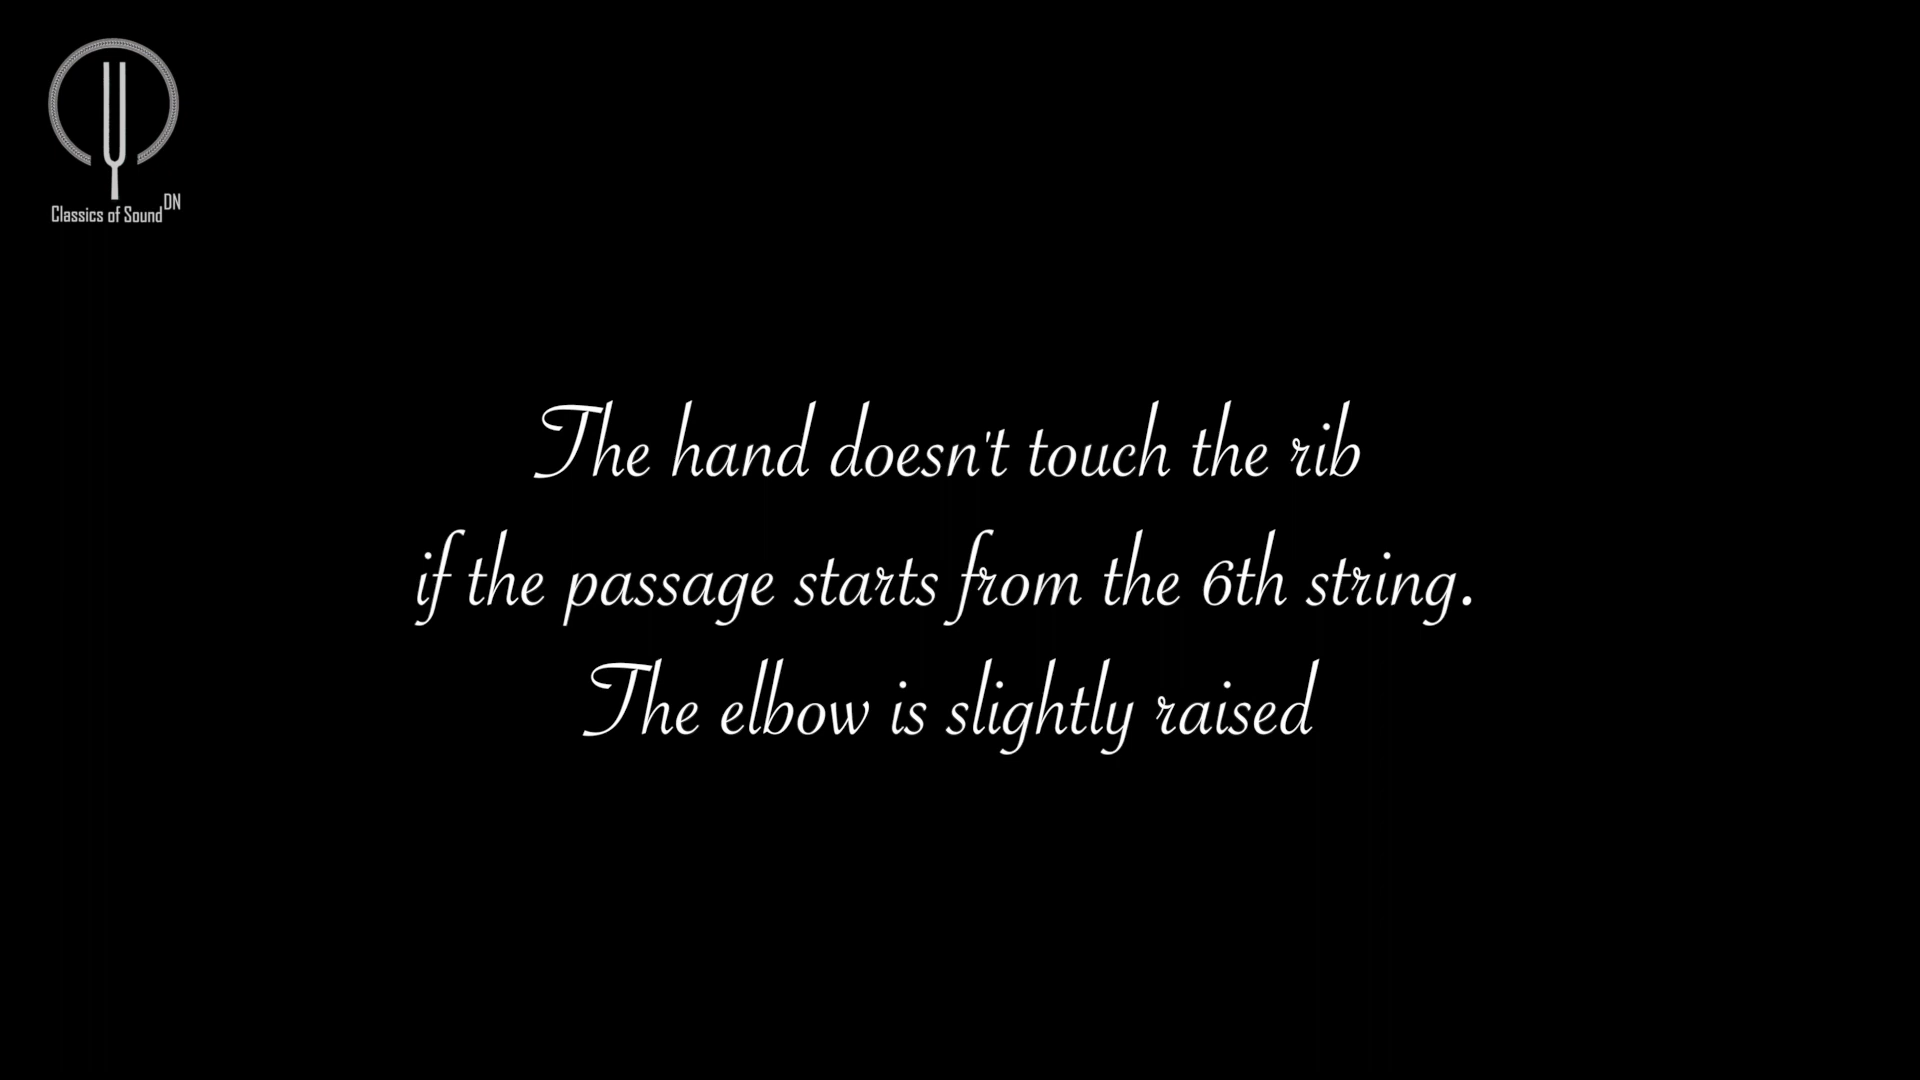 Classics of Sound DN
The hand doesn't touch the rib
if the passage starts from the 6th string.
The elbow is slightly raised